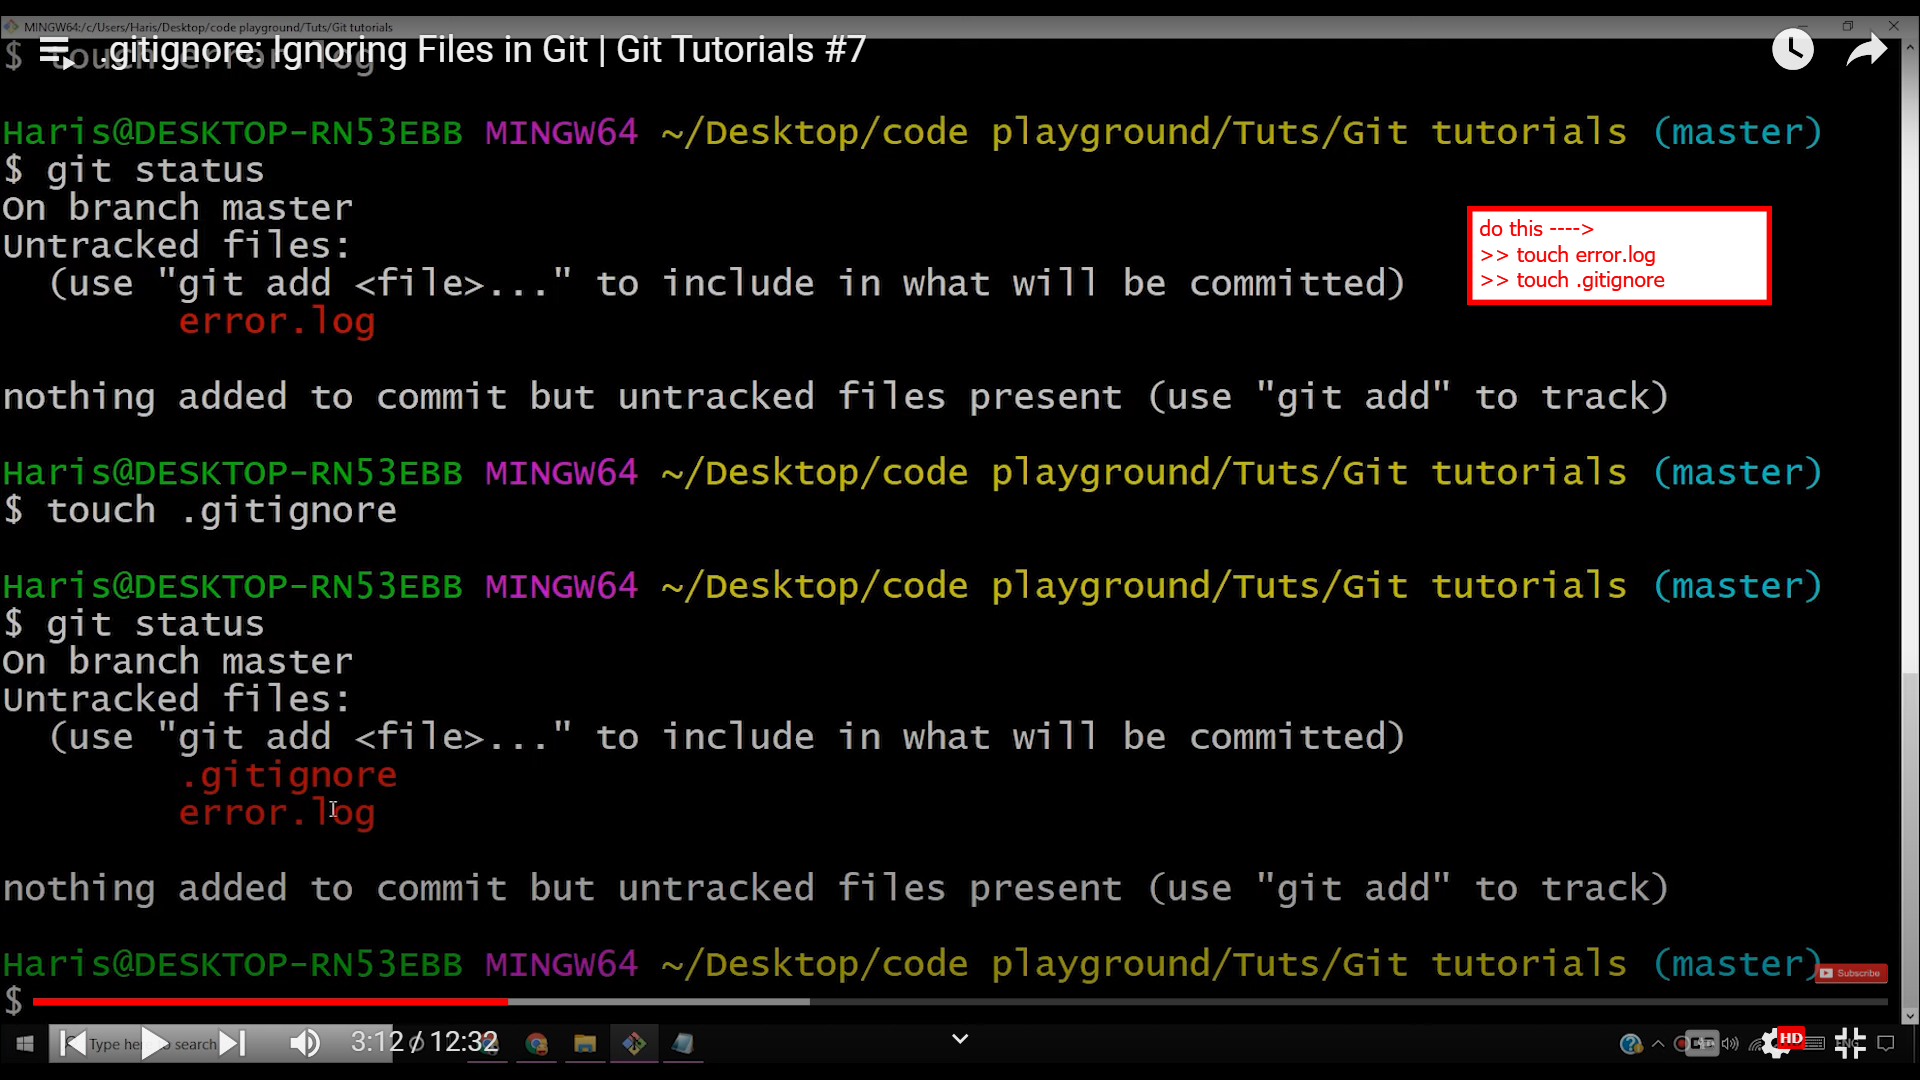 MINGW64:/c/Users/Haris/Desktop/code playground/Tuts/Git tutorials
$ touch error.log
.gitignore: Ignoring Files in Git | Git Tutorials #7
Haris@DESKTOP-RN53EBB MINGW64 ~/Desktop/code playground/Tuts/Git tutorials (master)
$ git status
On branch master
Untracked files:
(use "git add <file>..." to include in what will be committed)
error.log
do this ---->
>> touch error.log
>> touch .gitignore
nothing added to commit but untracked files present (use "git add" to track)
Haris@DESKTOP-RN53EBB MINGW64 ~/Desktop/code playground/Tuts/Git tutorials (master)
$ touch .gitignore
Haris@DESKTOP-RN53EBB MINGW64 ~/Desktop/code playground/Tuts/Git tutorials (master)
$ git status
On branch master
Untracked files:
(use "git add <file>..." to include in what will be committed)
.gitignore
error.log
nothing added to commit but untracked files present (use "git add" to track)
Haris@DESKTOP-RN53EBB MINGW64 ~/Desktop/code playground/Tuts/Git tutorials (master)
Subscribe
$
Type here to search
3:12 / 12:32
HD
ENG